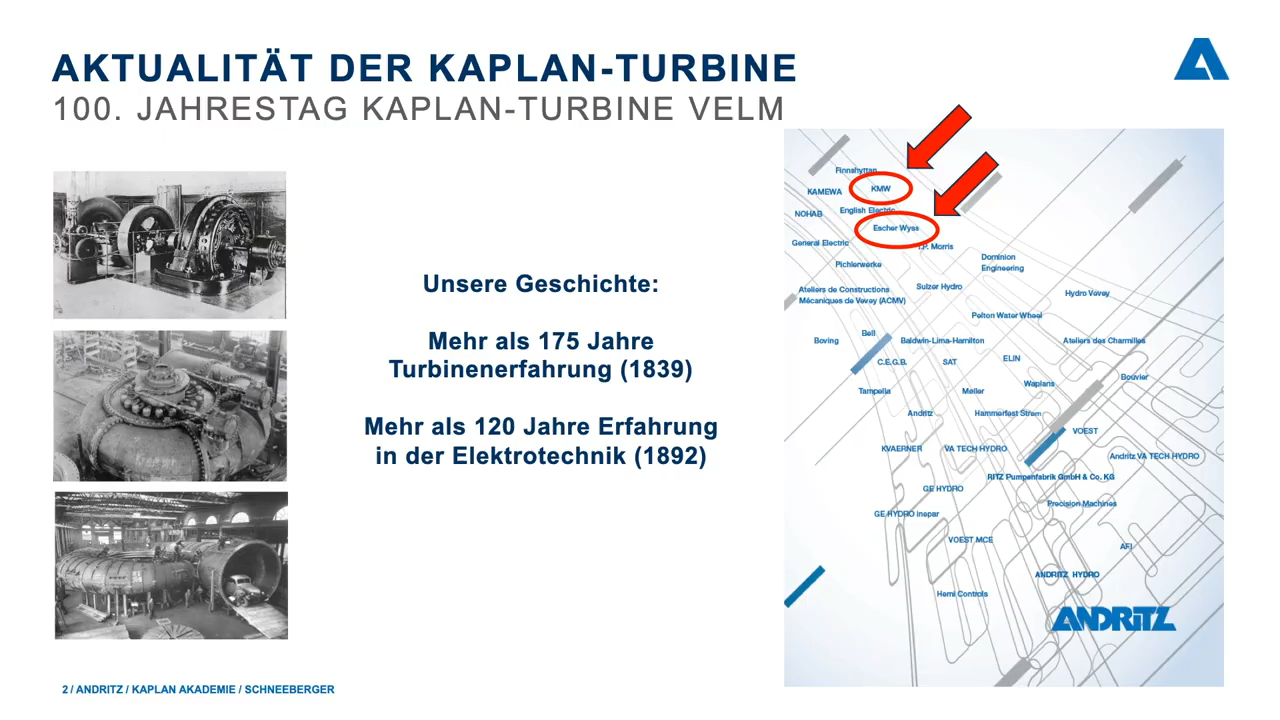 AKTUALITÄT DER KAPLAN-TURBINE
100. JAHRESTAG KAPLAN-TURBINE VELM
Unsere Geschichte:
Mehr als 175 Jahre
Turbinenerfahrung (1839)
Mehr als 120 Jahre Erfahrung
in der Elektrotechnik (1892)
Finnshyttan
KAMEWA
KMW
NOHAB
English Electric
Escher Wyss
General Electric
I.P. Morris
Pichlerwerke
Dominion
Engineering
Ateliers de Constructions
Mécaniques de Vevey (ACMV)
Sulzer Hydro
Hydro Vevey
Pelton Water Wheel
Boving
Bell
Baldwin-Lima-Hamilton
Ateliers des Charmilles
C.E.G.B.
SAT
ELIN
Bouvier
Tampella
Møller
Waplans
Andritz
Hammerfest Strøm
VOEST
KVAERNER
VA TECH HYDRO
Andritz VA TECH HYDRO
RITZ Pumpenfabrik GmbH & Co. KG
GE HYDRO
Precision Machines
GE HYDRO Inepar
VOEST MCE
AFI
ANDRITZ HYDRO
Hemi Controls
ANDRITZ
2 / ANDRITZ / KAPLAN AKADEMIE / SCHNEEBERGER